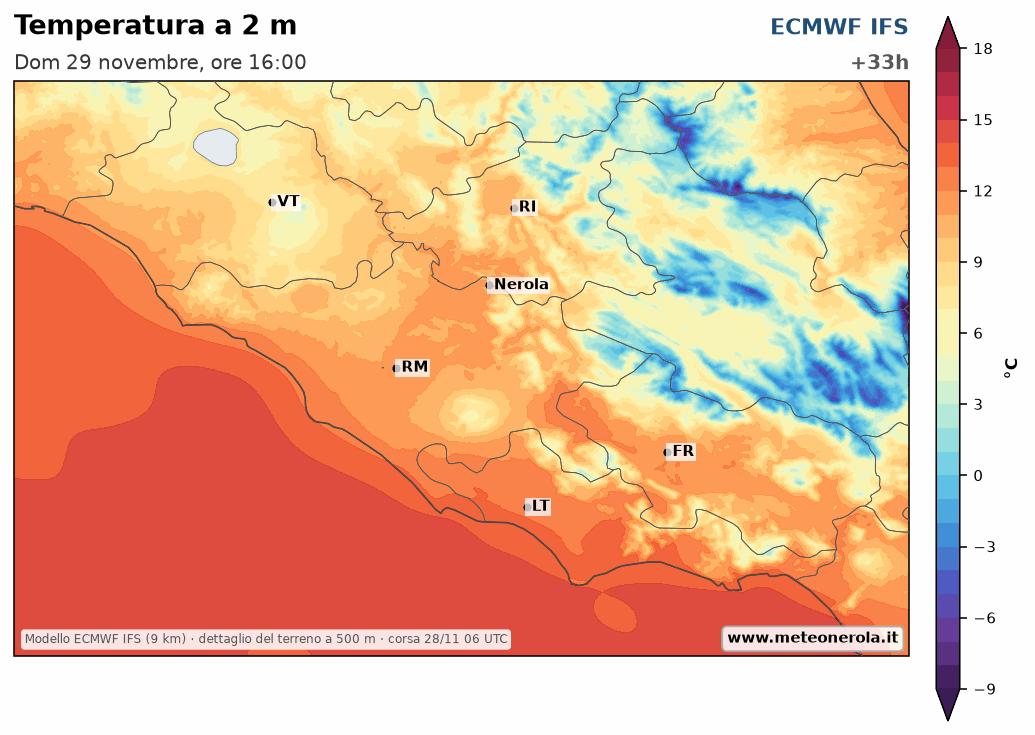 Temperatura a 2 m
ECMWF IFS
Dom 29 novembre, ore 16:00
+33h
18
15
12
9
6
3
0
−3
−6
−9
°C
VT
RI
Nerola
RM
FR
LT
Modello ECMWF IFS (9 km) · dettaglio del terreno a 500 m · corsa 28/11 06 UTC
www.meteonerola.it